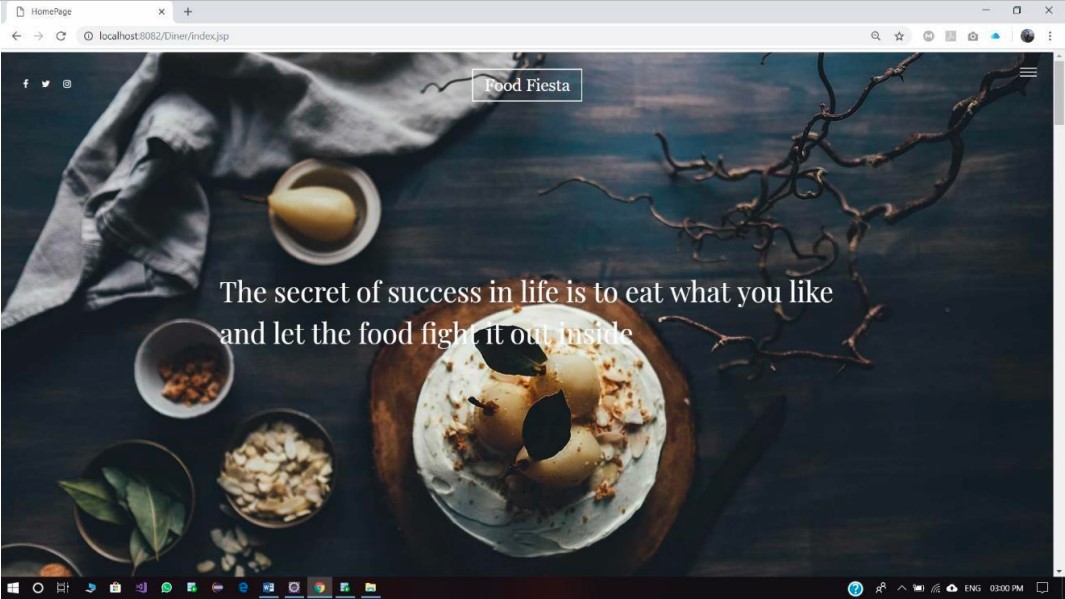 HomePage
localhost:8082/Diner/index.jsp
Food Fiesta
The secret of success in life is to eat what you like
and let the food fight it out inside
ENG 03:00 PM